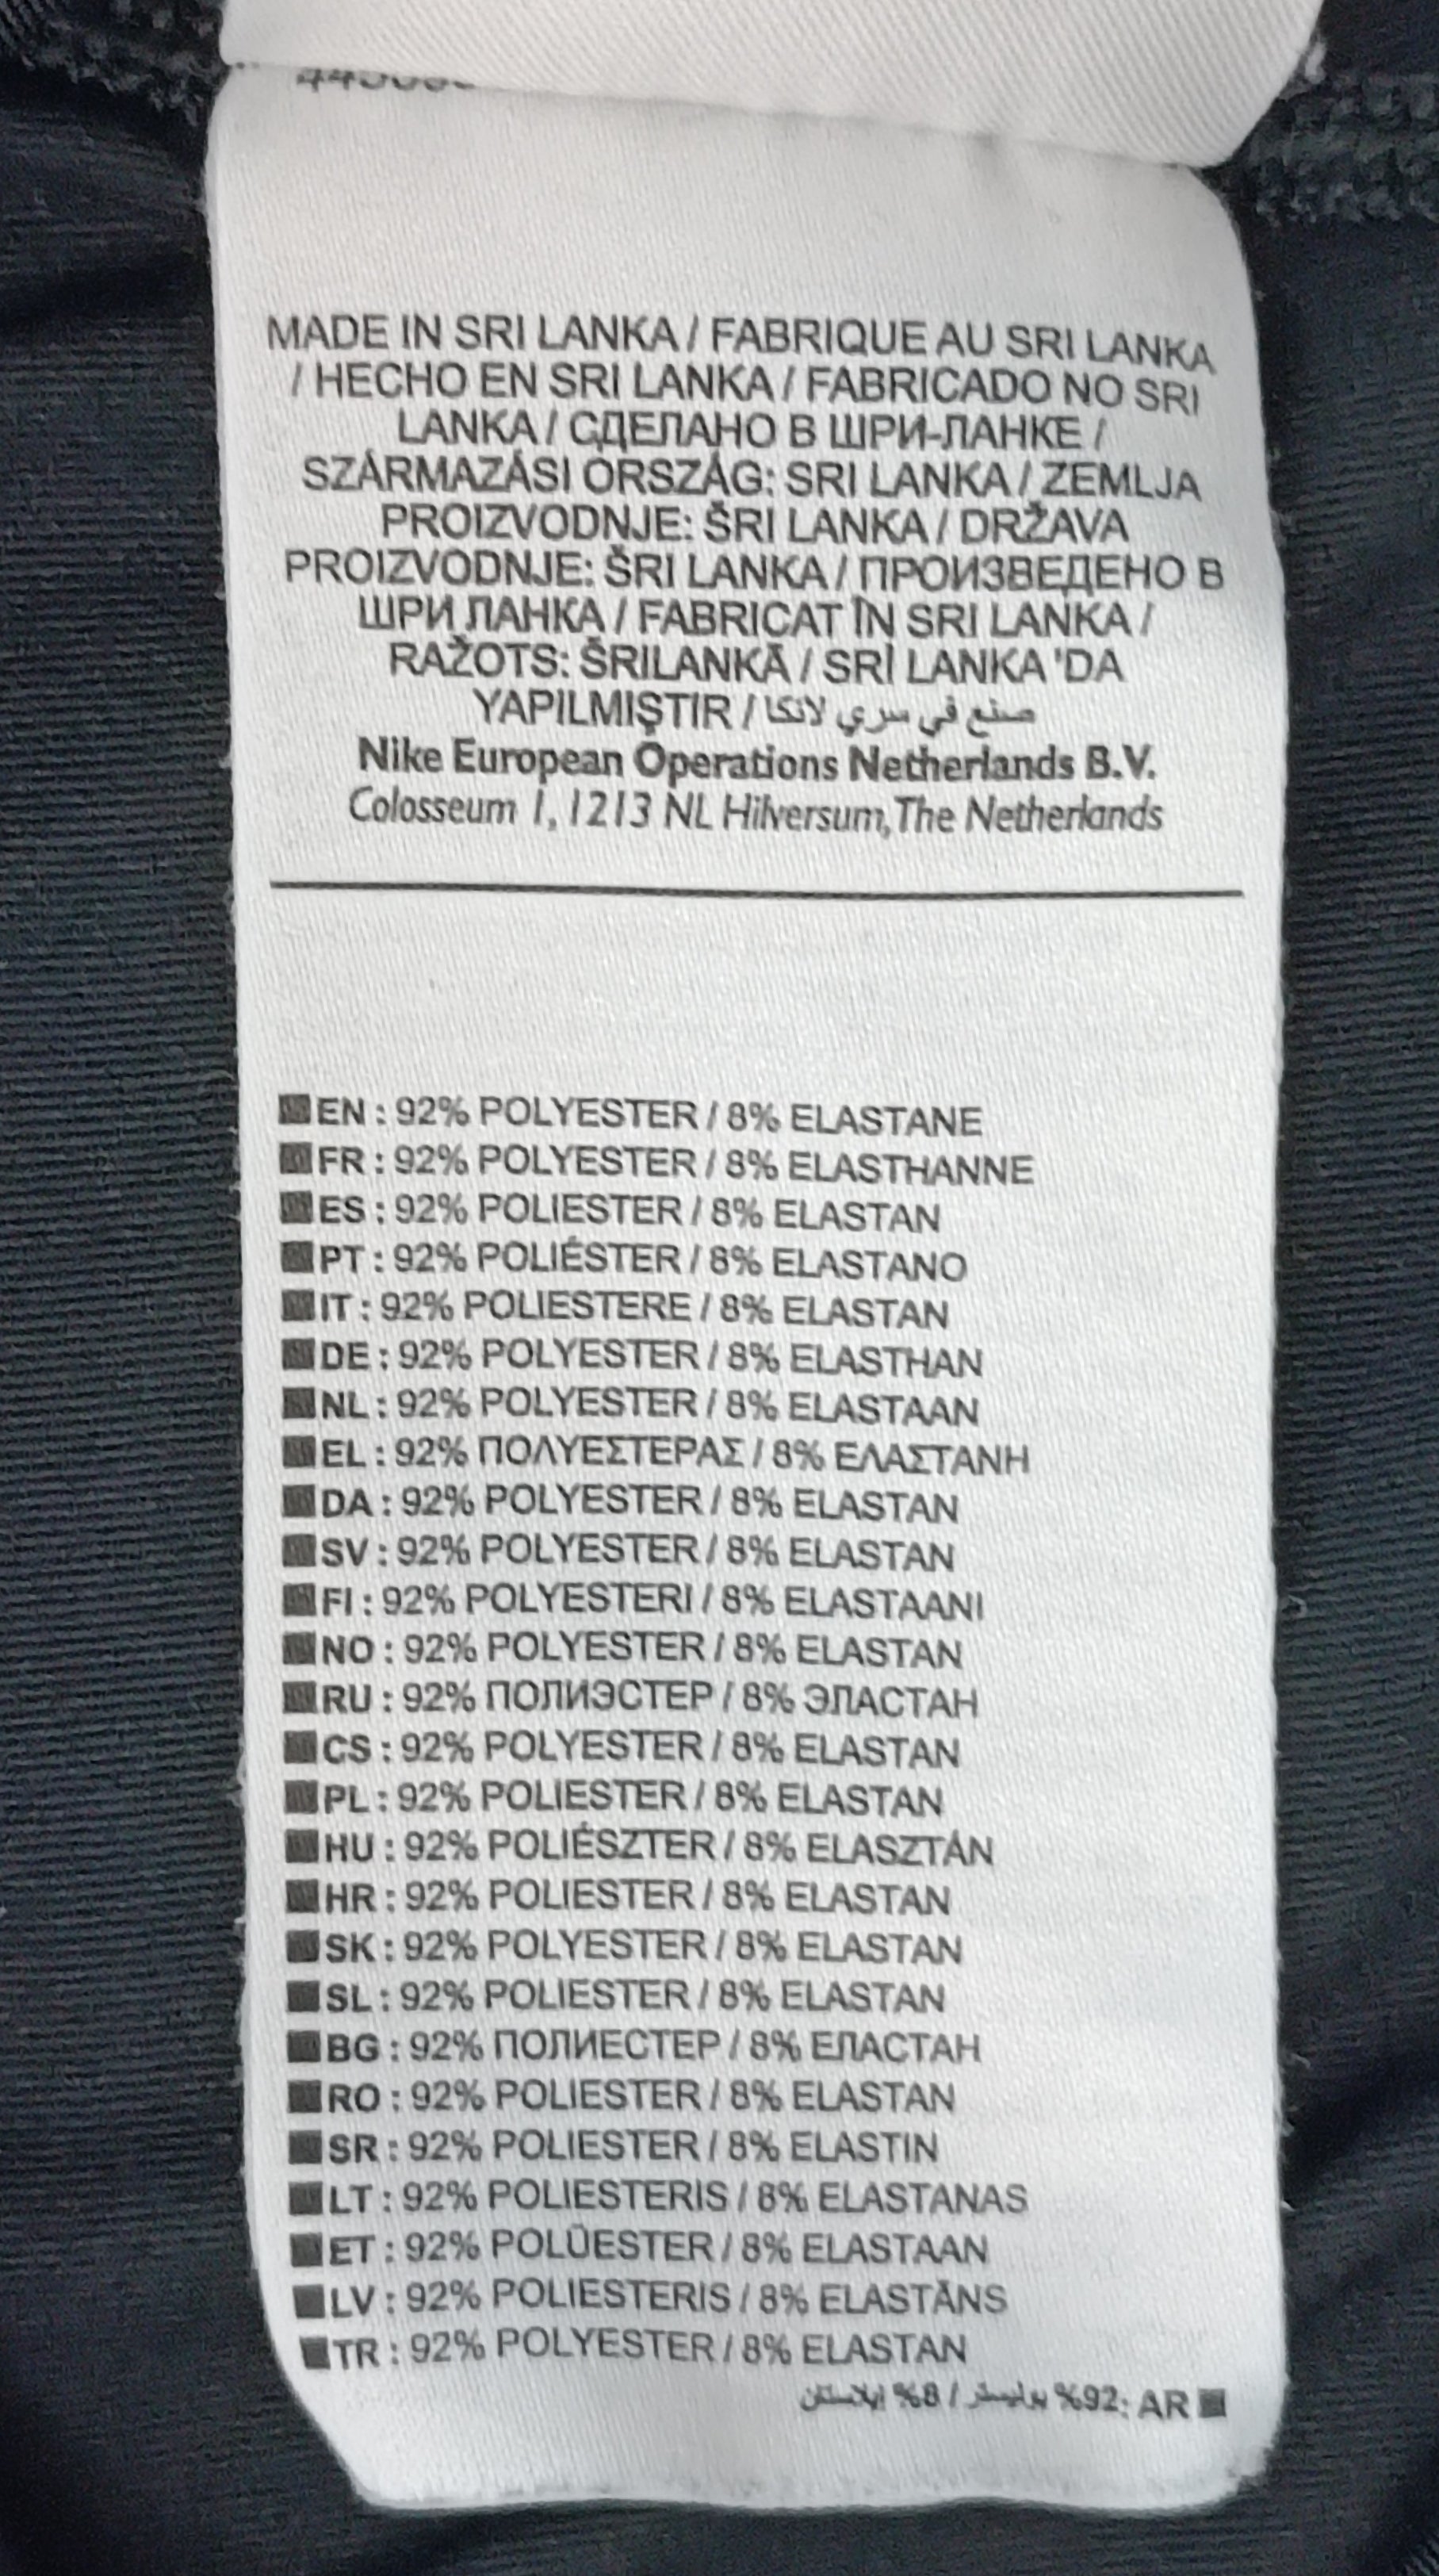 MADE IN SRI LANKA / FABRIQUE AU SRI LANKA
/ HECHO EN SRI LANKA / FABRICADO NO SRI
LANKA / СДЕЛАНО В ШРИ-ЛАНКЕ /
SZÁRMAZÁSI ORSZÁG: SRI LANKA / ZEMLJA
PROIZVODNJE: ŠRI LANKA / DRŽAVA
PROIZVODNJE: ŠRI LANKA / ПРОИЗВЕДЕНО В
ШРИ ЛАНКА / FABRICAT ÎN SRI LANKA /
RAŽOTS: ŠRILANKĀ / SRİ LANKA 'DA
YAPILMIŞTIR / صنع في سري لانكا
Nike European Operations Netherlands B.V.
Colosseum 1, 1213 NL Hilversum, The Netherlands
EN : 92% POLYESTER / 8% ELASTANE
FR : 92% POLYESTER / 8% ELASTHANNE
ES : 92% POLIESTER / 8% ELASTAN
PT : 92% POLIÉSTER / 8% ELASTANO
IT : 92% POLIESTERE / 8% ELASTAN
DE : 92% POLYESTER / 8% ELASTHAN
NL : 92% POLYESTER / 8% ELASTAAN
EL : 92% ΠΟΛΥΕΣΤΕΡΑΣ / 8% ΕΛΑΣΤΑΝΗ
DA : 92% POLYESTER / 8% ELASTAN
SV : 92% POLYESTER / 8% ELASTAN
FI : 92% POLYESTERI / 8% ELASTAANI
NO : 92% POLYESTER / 8% ELASTAN
RU : 92% ПОЛИЭСТЕР / 8% ЭЛАСТАН
CS : 92% POLYESTER / 8% ELASTAN
PL : 92% POLIESTER / 8% ELASTAN
HU : 92% POLIÉSZTER / 8% ELASZTÁN
HR : 92% POLIESTER / 8% ELASTAN
SK : 92% POLYESTER / 8% ELASTAN
SL : 92% POLIESTER / 8% ELASTAN
BG : 92% ПОЛИЕСТЕР / 8% ЕЛАСТАН
RO : 92% POLIESTER / 8% ELASTAN
SR : 92% POLIESTER / 8% ELASTIN
LT : 92% POLIESTERIS / 8% ELASTANAS
ET : 92% POLÜESTER / 8% ELASTAAN
LV : 92% POLIESTERIS / 8% ELASTĀNS
TR : 92% POLYESTER / 8% ELASTAN
AR :92% / 8%